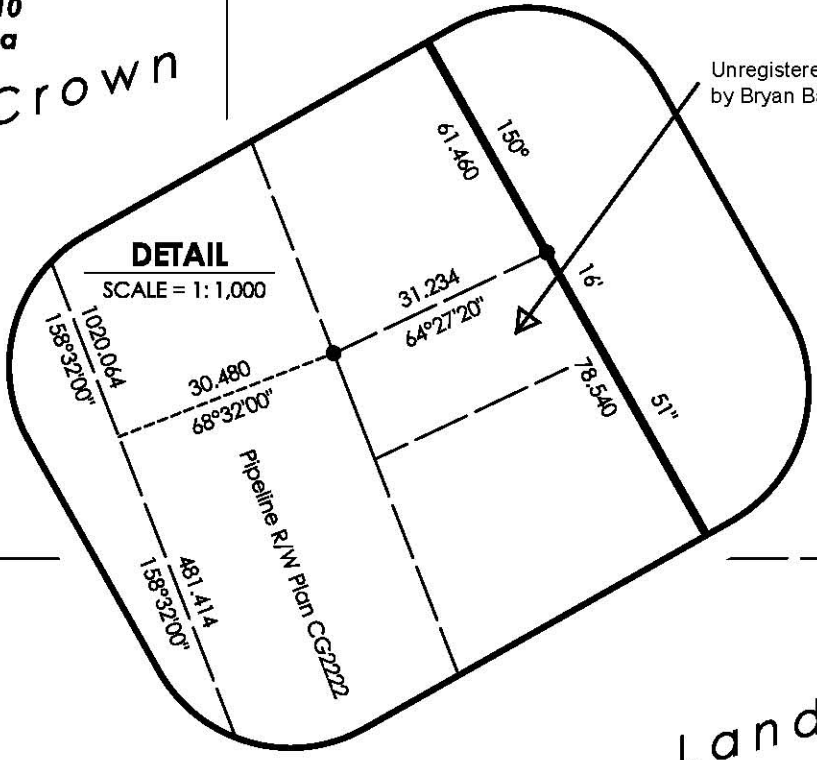 Crown
Unregistere
by Bryan B
61.460
150°
DETAIL
SCALE = 1: 1,000
31.234
64°27'20"
16'
1020.064
158°32'00"
30.480
68°32'00"
78.540
51"
Pipeline R/W Plan CG2222
481.414
158°32'00"
Land